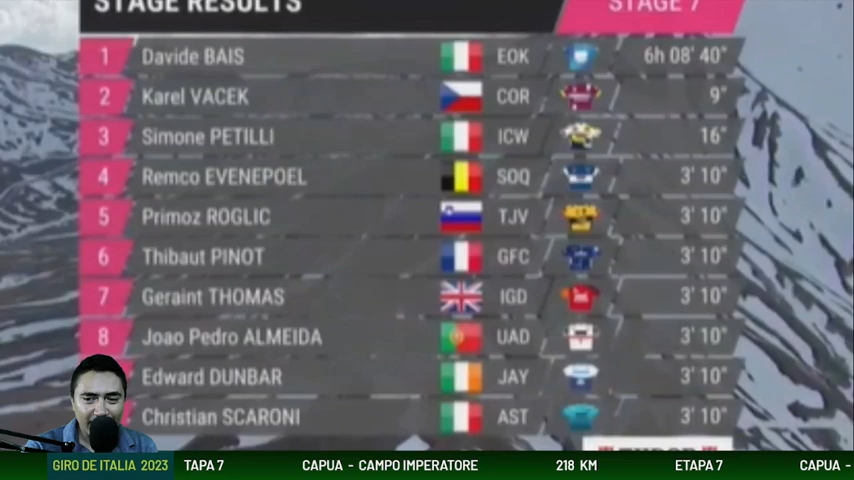 STAGE RESULTS STAGE 7
1 Davide BAIS EOK 6h 08' 40"
2 Karel VACEK COR 9"
3 Simone PETILLI ICW 16"
4 Remco EVENEPOEL SOQ 3' 10"
5 Primoz ROGLIC TJV 3' 10"
6 Thibaut PINOT GFC 3' 10"
7 Geraint THOMAS IGD 3' 10"
8 Joao Pedro ALMEIDA UAD 3' 10"
Edward DUNBAR JAY 3' 10"
Christian SCARONI AST 3' 10"
GIRO DE ITALIA 2023 TAPA 7 CAPUA - CAMPO IMPERATORE 218 KM ETAPA 7 CAPUA -